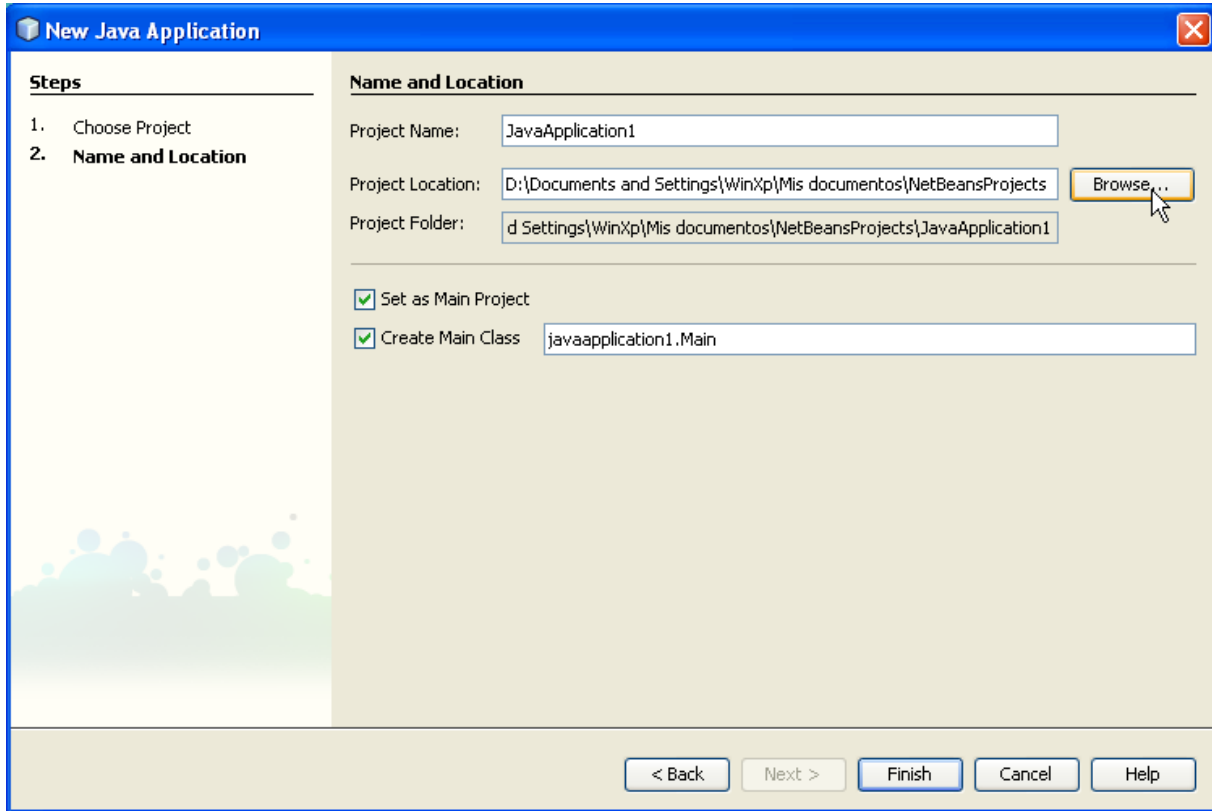 New Java Application
Steps
1. Choose Project
2. Name and Location
Name and Location
Project Name: JavaApplication1
Project Location: D:\Documents and Settings\WinXp\Mis documentos\NetBeansProjects Browse...
Project Folder: d Settings\WinXp\Mis documentos\NetBeansProjects\JavaApplication1
Set as Main Project
Create Main Class javaapplication1.Main
< Back Next > Finish Cancel Help